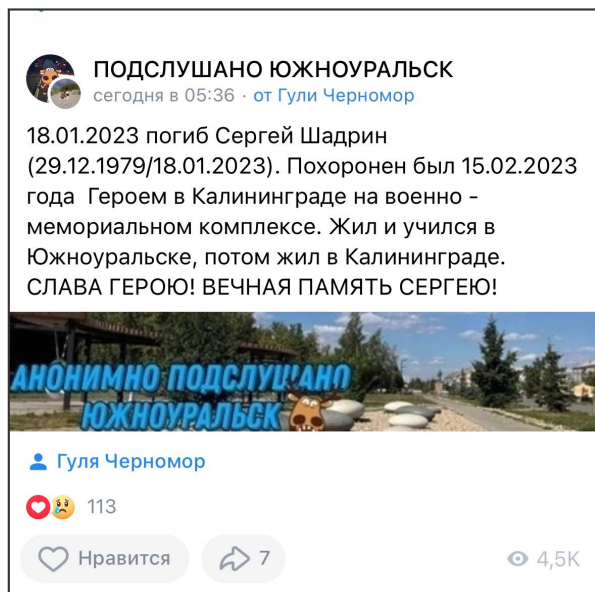 ПОДСЛУШАНО ЮЖНОУРАЛЬСК
сегодня в 05:36 · от Гули Черномор
18.01.2023 погиб Сергей Шадрин
(29.12.1979/18.01.2023). Похоронен был 15.02.2023
года Героем в Калининграде на военно -
мемориальном комплексе. Жил и учился в
Южноуральске, потом жил в Калининграде.
СЛАВА ГЕРОЮ! ВЕЧНАЯ ПАМЯТЬ СЕРГЕЮ!
АНОНИМНО ПОДСЛУШАНО
ЮЖНОУРАЛЬСК
Гуля Черномор
113
Нравится 7 4,5K